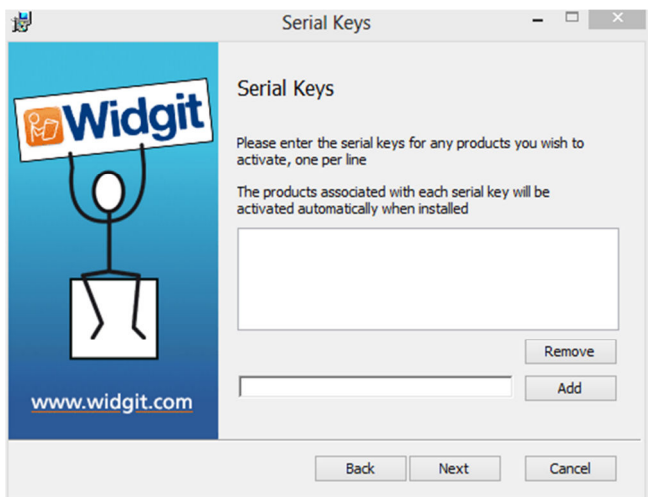 Serial Keys
Widgit
Serial Keys
Please enter the serial keys for any products you wish to
activate, one per line
The products associated with each serial key will be
activated automatically when installed
Remove
Add
www.widgit.com
Back Next Cancel